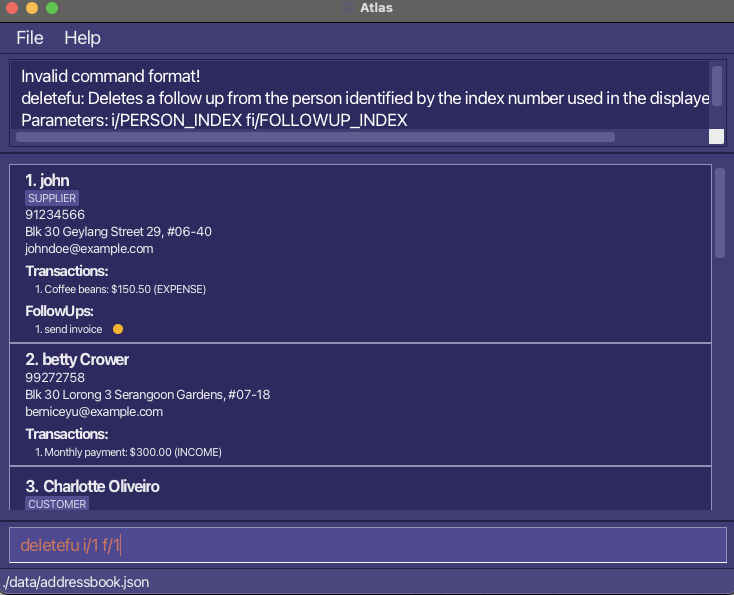 Atlas
File Help
Invalid command format!
deletefu: Deletes a follow up from the person identified by the index number used in the displaye
Parameters: i/PERSON_INDEX fi/FOLLOWUP_INDEX
1. john
SUPPLIER
91234566
Blk 30 Geylang Street 29, #06-40
johndoe@example.com
Transactions:
1. Coffee beans: $150.50 (EXPENSE)
FollowUps:
1. send invoice
2. betty Crower
99272758
Blk 30 Lorong 3 Serangoon Gardens, #07-18
berniceyu@example.com
Transactions:
1. Monthly payment: $300.00 (INCOME)
3. Charlotte Oliveiro
CUSTOMER
deletefu i/1 f/1
./data/addressbook.json